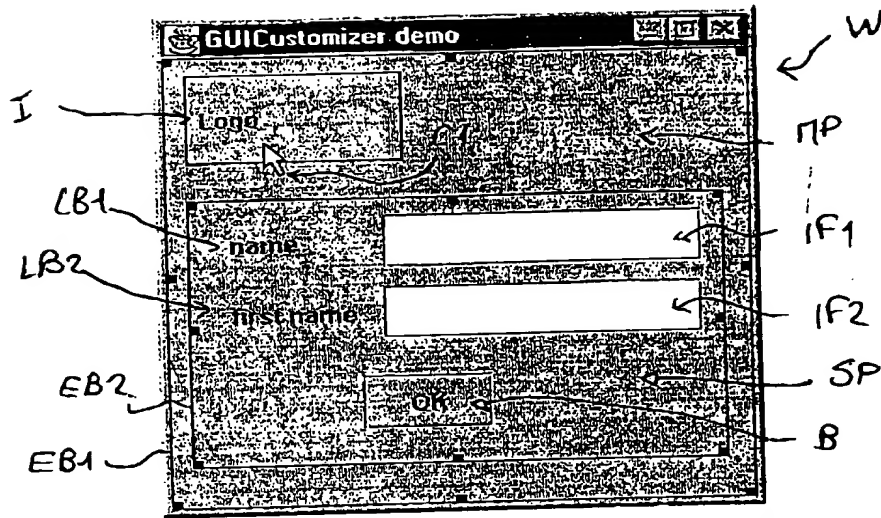 GUICustomizer demo
W
I
Logo
MP
LB1
name
IF1
LB2
first name
IF2
EB2
OK
SP
EB1
B